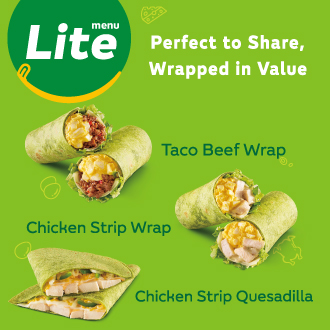 menu
Lite
Perfect to Share,
Wrapped in Value
Taco Beef Wrap
Chicken Strip Wrap
Chicken Strip Quesadilla